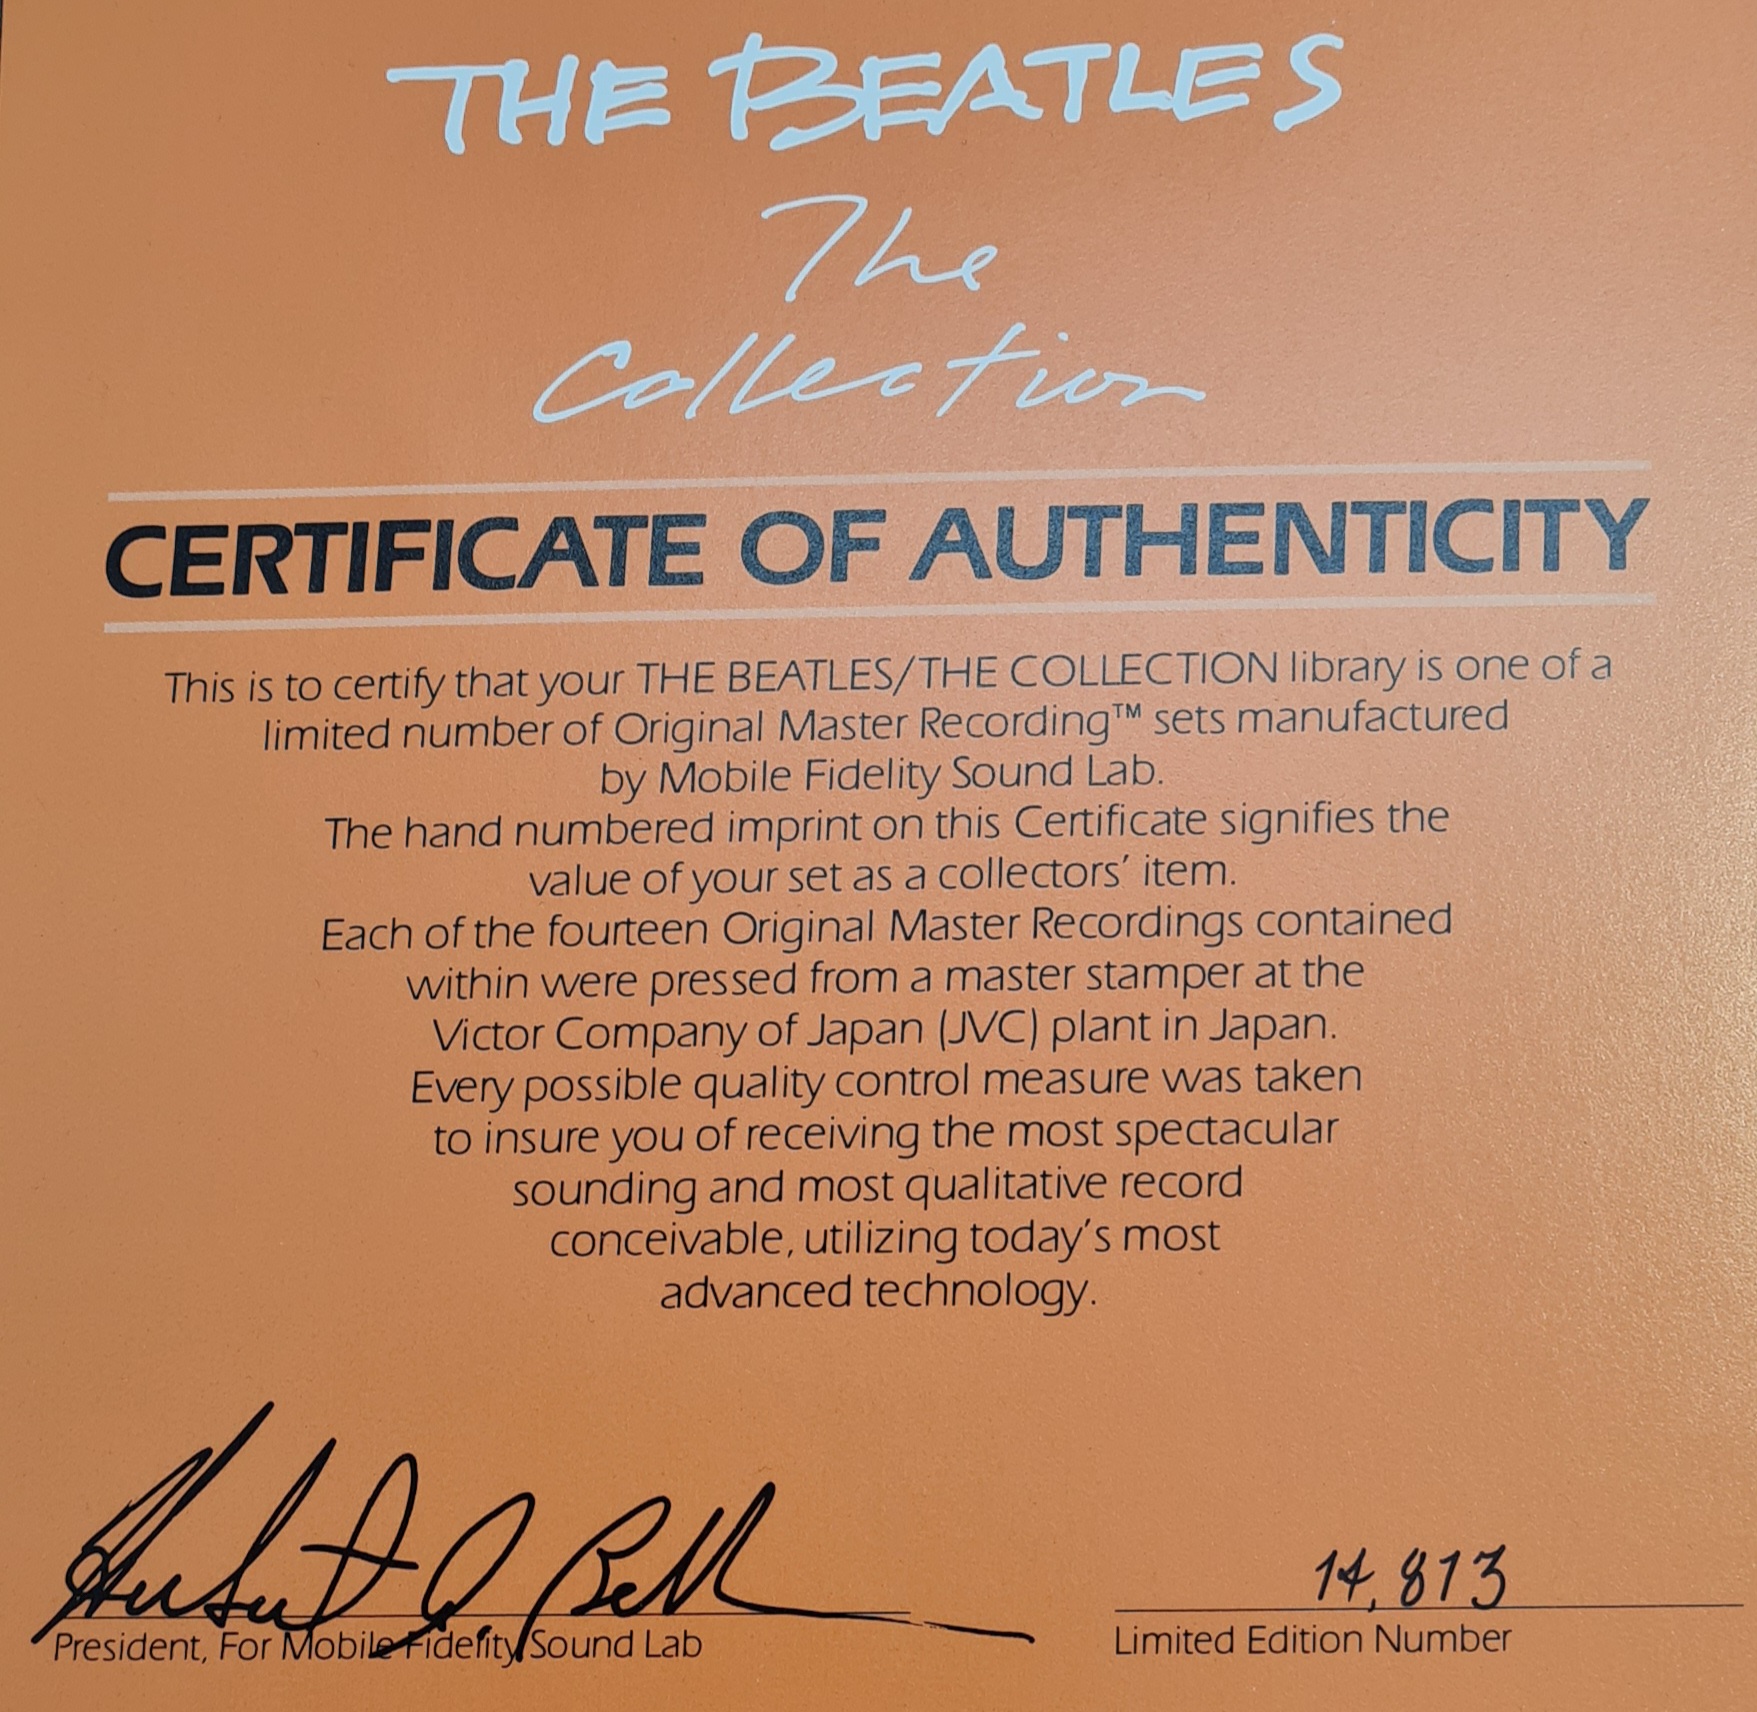 THE BEATLES
The
Collection
CERTIFICATE OF AUTHENTICITY
This is to certify that your THE BEATLES/THE COLLECTION library is one of a
limited number of Original Master Recording™ sets manufactured
by Mobile Fidelity Sound Lab.
The hand numbered imprint on this Certificate signifies the
value of your set as a collectors' item.
Each of the fourteen Original Master Recordings contained
within were pressed from a master stamper at the
Victor Company of Japan (JVC) plant in Japan.
Every possible quality control measure was taken
to insure you of receiving the most spectacular
sounding and most qualitative record
conceivable, utilizing today's most
advanced technology.
Herbert A. Belk
14,813
President, For Mobile Fidelity Sound Lab
Limited Edition Number